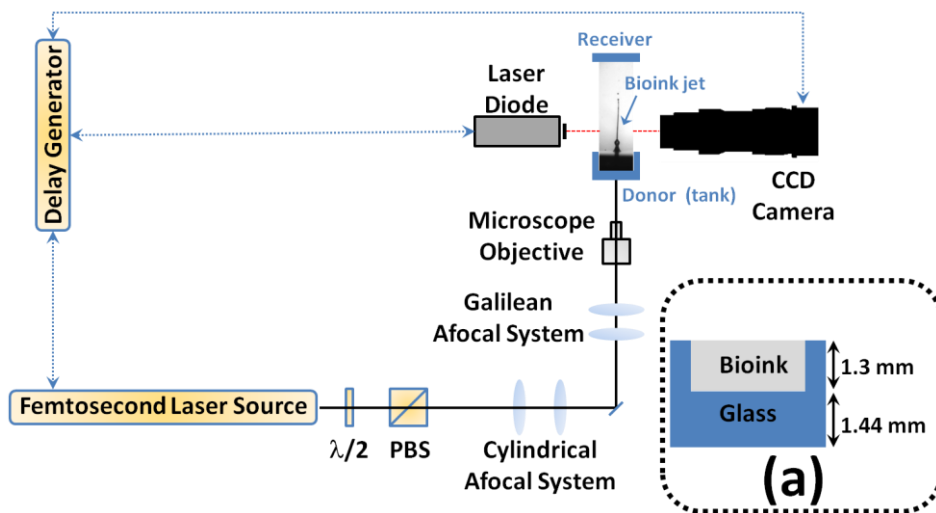 Receiver
Bioink jet
Laser
Diode
Delay Generator
Donor (tank)
CCD
Camera
Microscope
Objective
Galilean
Afocal System
Bioink
1.3 mm
Glass
1.44 mm
Femtosecond Laser Source
λ/2
PBS
Cylindrical
Afocal System
(a)